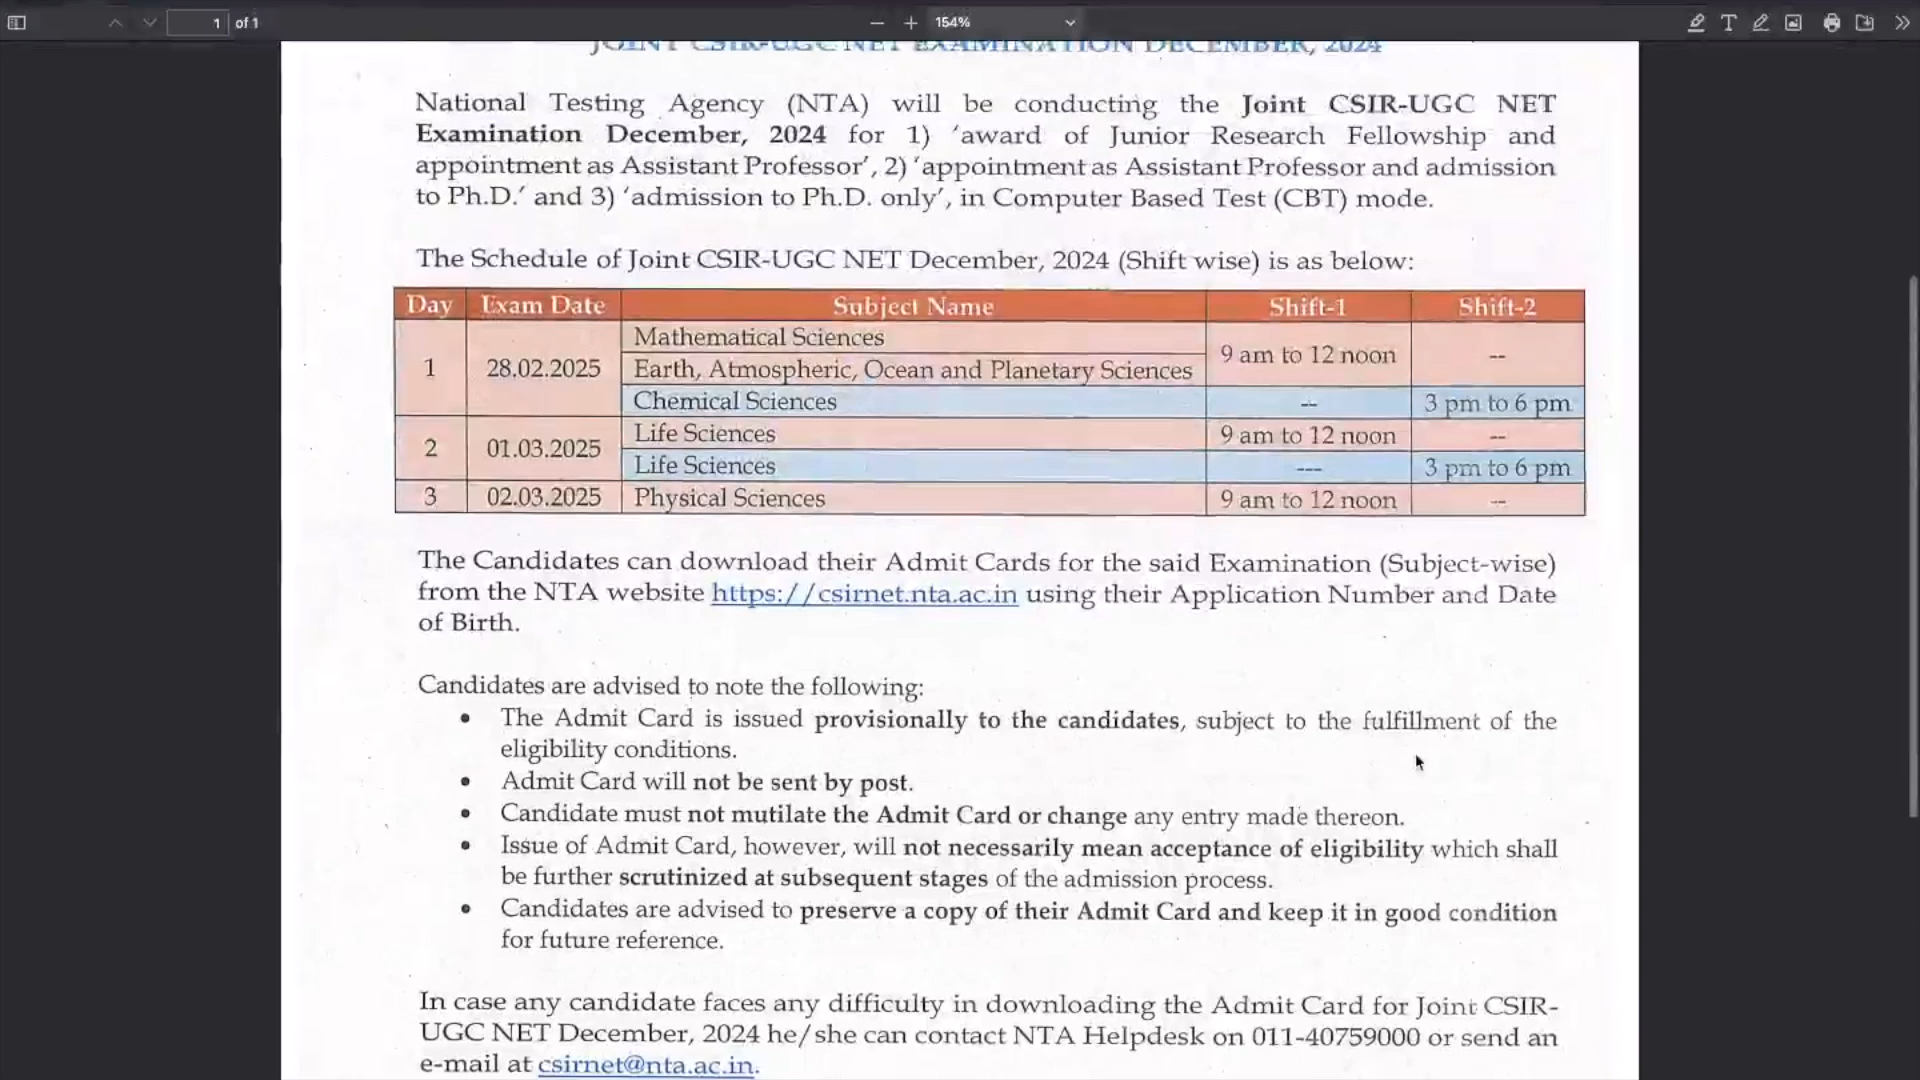 1 of 1 154%
JOINT CSIR-UGC NET EXAMINATION DECEMBER, 2024
National Testing Agency (NTA) will be conducting the Joint CSIR-UGC NET
Examination December, 2024 for 1) ‘award of Junior Research Fellowship and
appointment as Assistant Professor’, 2) ‘appointment as Assistant Professor and admission
to Ph.D.’ and 3) ‘admission to Ph.D. only’, in Computer Based Test (CBT) mode.
The Schedule of Joint CSIR-UGC NET December, 2024 (Shift wise) is as below:
Day Exam Date Subject Name Shift-1 Shift-2
1 28.02.2025 Mathematical Sciences 9 am to 12 noon --
Earth, Atmospheric, Ocean and Planetary Sciences
Chemical Sciences -- 3 pm to 6 pm
2 01.03.2025 Life Sciences 9 am to 12 noon --
Life Sciences --- 3 pm to 6 pm
3 02.03.2025 Physical Sciences 9 am to 12 noon --
The Candidates can download their Admit Cards for the said Examination (Subject-wise)
from the NTA website https://csirnet.nta.ac.in using their Application Number and Date
of Birth.
Candidates are advised to note the following:
• The Admit Card is issued provisionally to the candidates, subject to the fulfillment of the
eligibility conditions.
• Admit Card will not be sent by post.
• Candidate must not mutilate the Admit Card or change any entry made thereon.
• Issue of Admit Card, however, will not necessarily mean acceptance of eligibility which shall
be further scrutinized at subsequent stages of the admission process.
• Candidates are advised to preserve a copy of their Admit Card and keep it in good condition
for future reference.
In case any candidate faces any difficulty in downloading the Admit Card for Joint CSIR-
UGC NET December, 2024 he/she can contact NTA Helpdesk on 011-40759000 or send an
e-mail at csirnet@nta.ac.in.